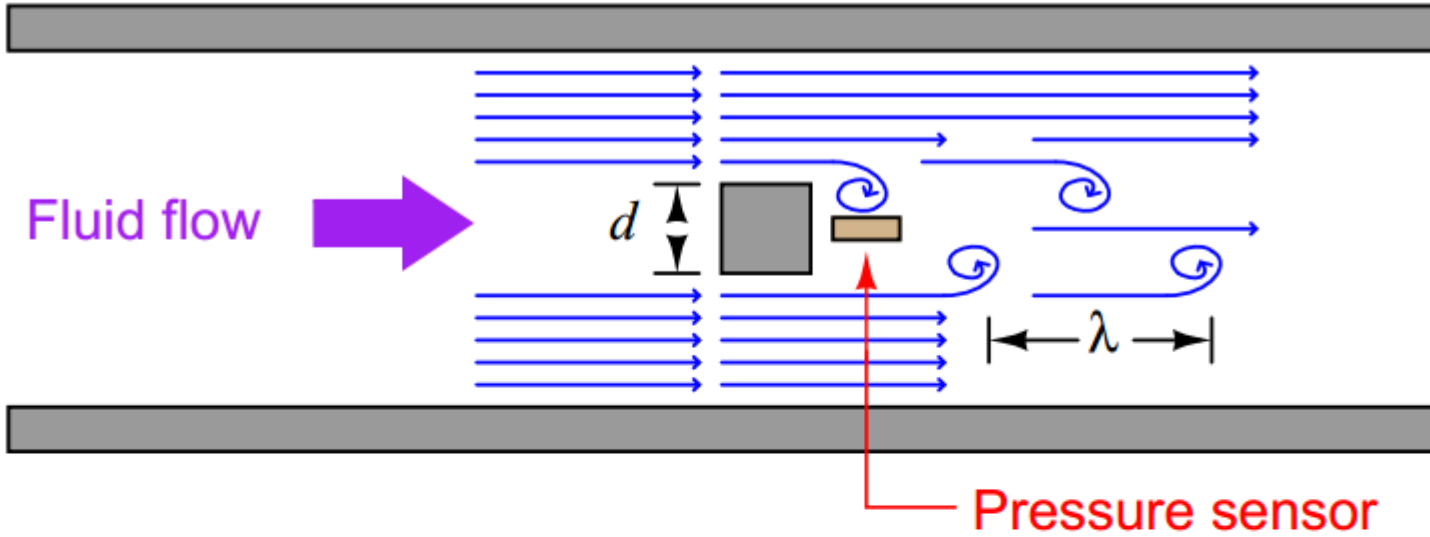 Fluid flow
d
λ
Pressure sensor